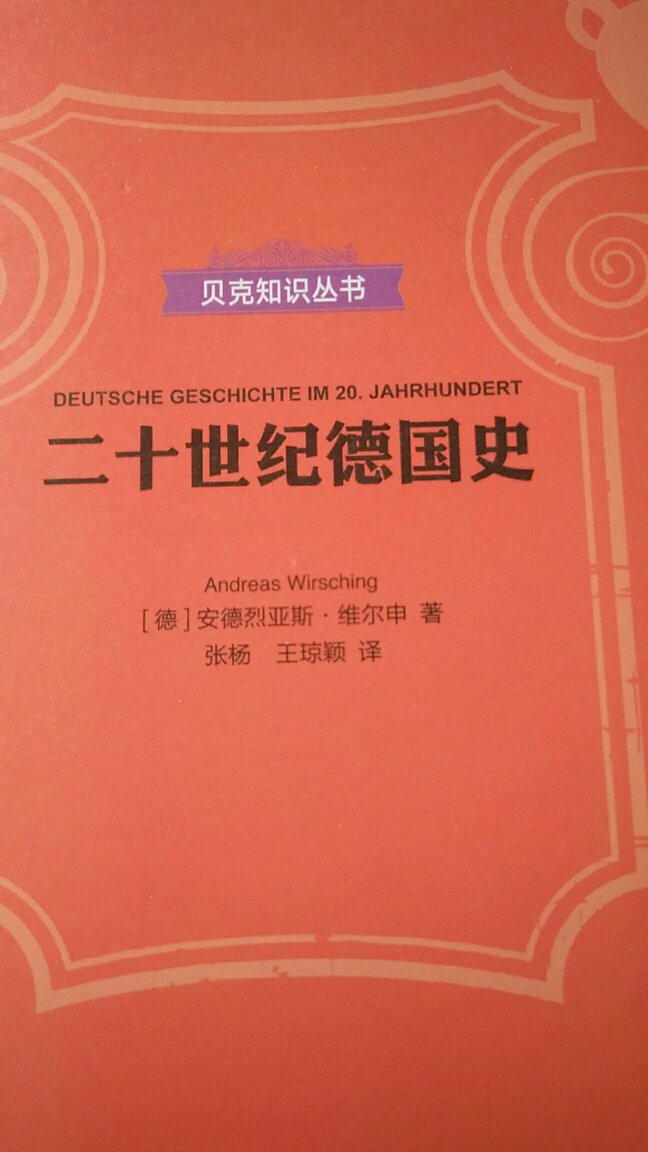 贝克知识丛书
DEUTSCHE GESCHICHTE IM 20. JAHRHUNDERT
二十世纪德国史
Andreas Wirsching
[德]安德烈亚斯·维尔申 著
张杨 王琼颖 译